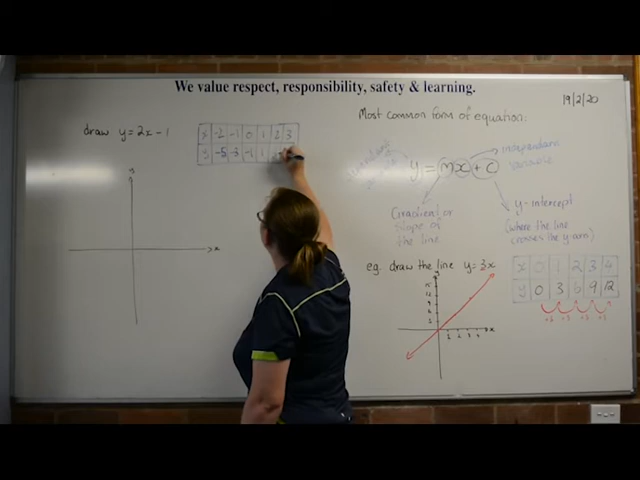 We value respect, responsibility, safety & learning.
19/2/20
draw y=2x-1
x -2 -1 0 1 2 3
y -5 -3 -1 1
y
x
Most common form of equation:
y = mx + c
independent
variable
Gradient or
slope of
the line
y-intercept
(where the line
crosses the y axis)
eg. draw the line y=3x
x 0 1 2 3 4
y 0 3 6 9 12
+3 +3 +3 +3
y
x